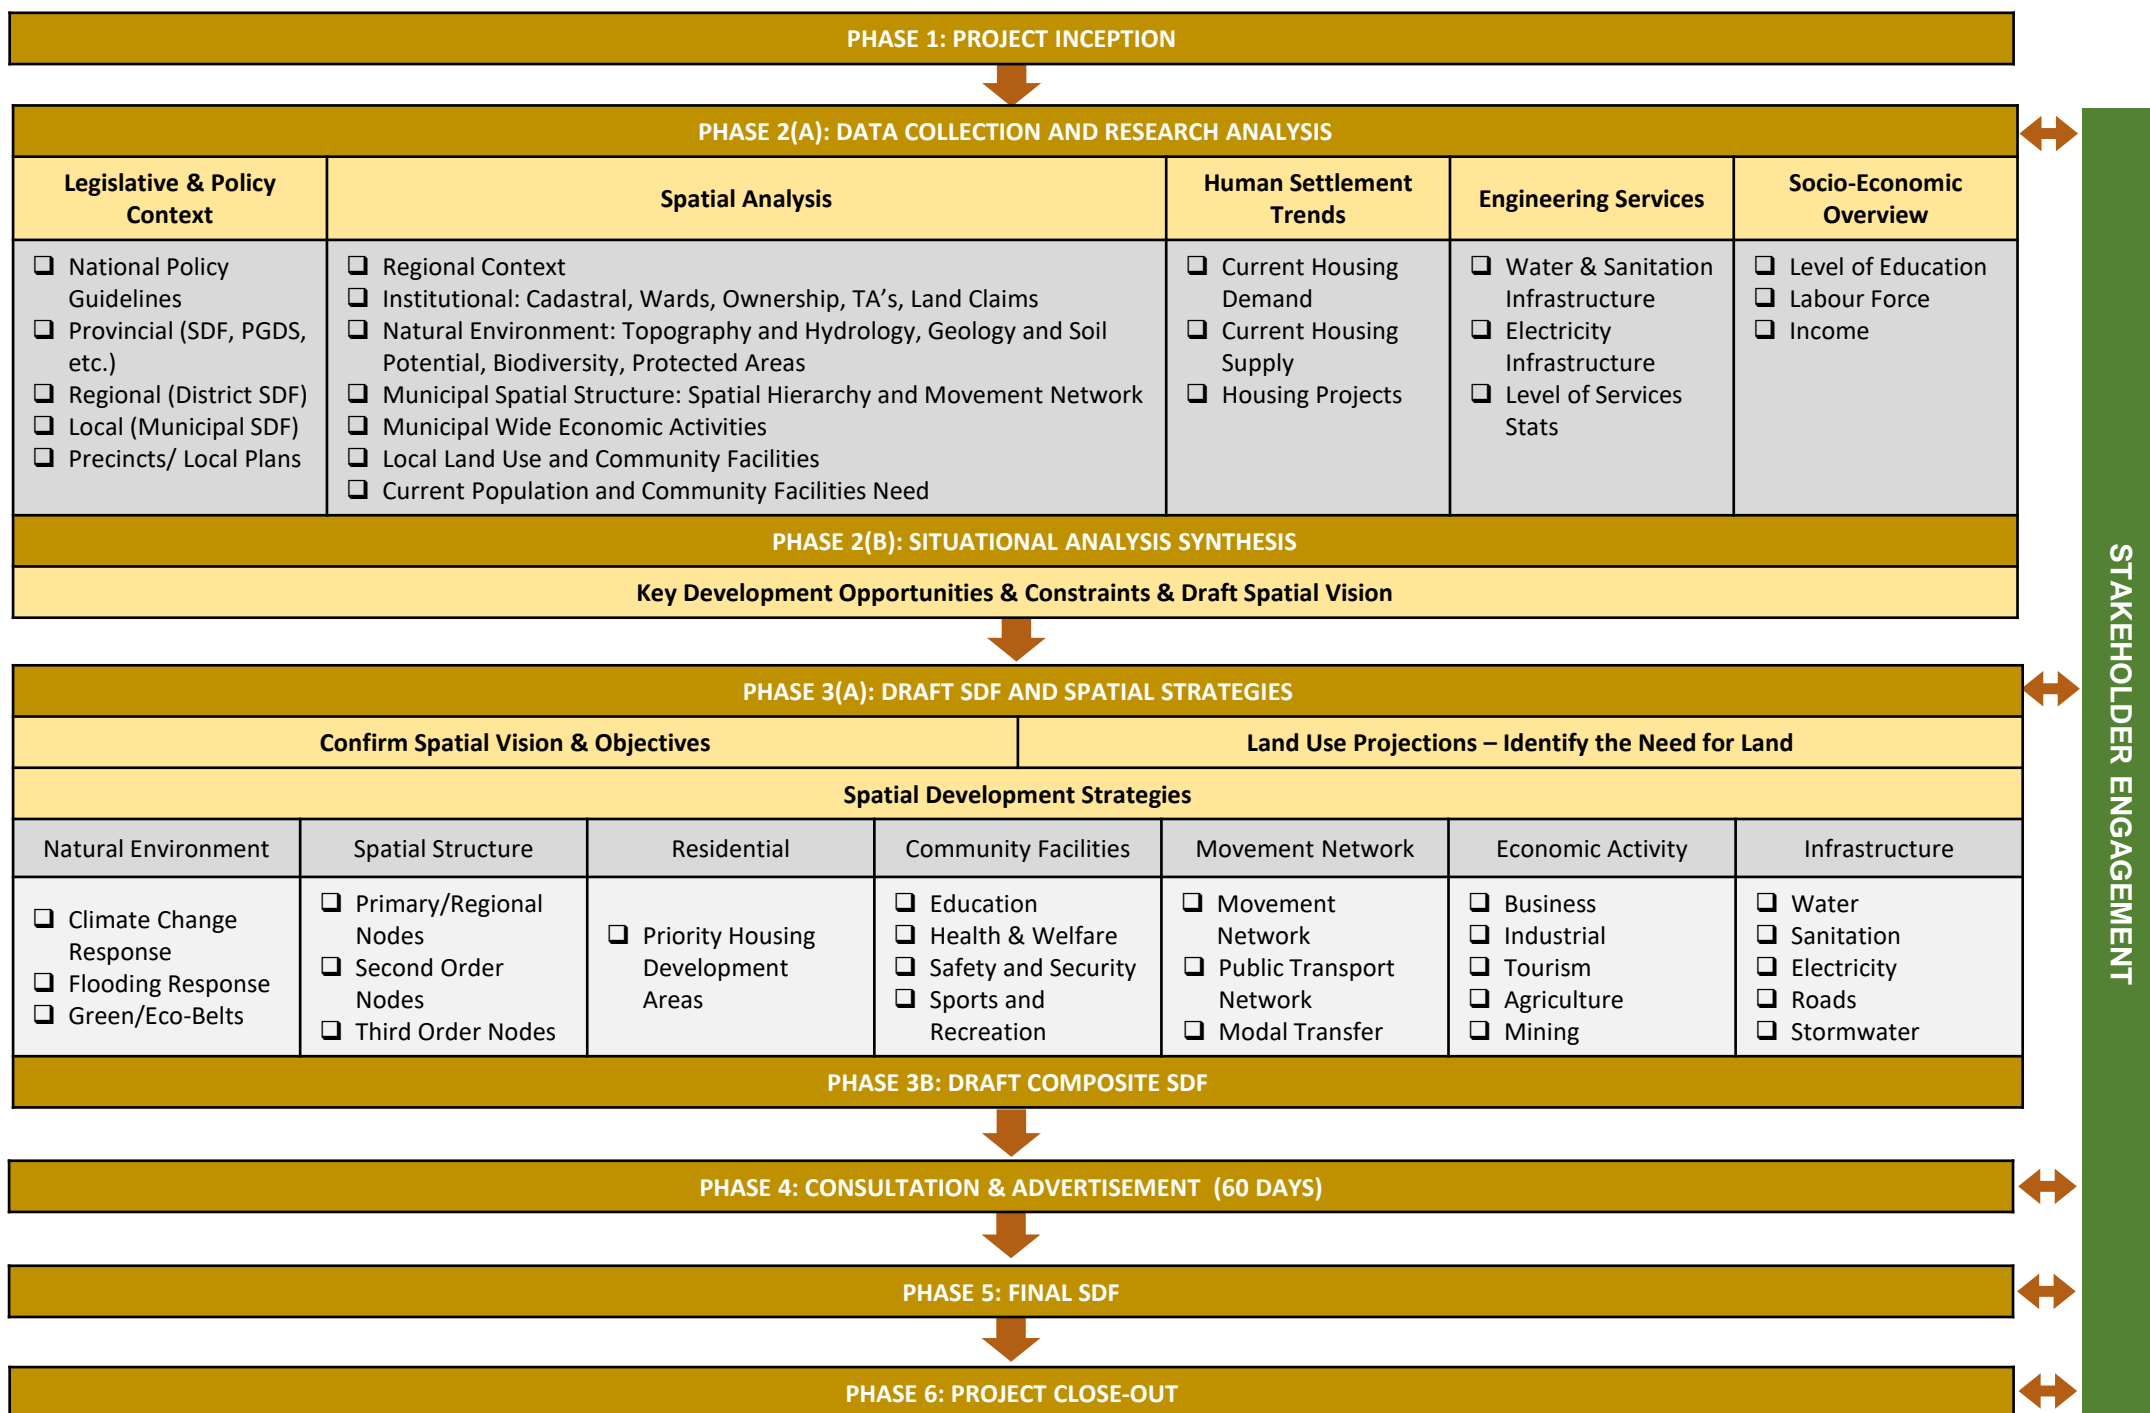 PHASE 1: PROJECT INCEPTION
PHASE 2(A): DATA COLLECTION AND RESEARCH ANALYSIS
Legislative & Policy
Context
Spatial Analysis
Human Settlement
Trends
Engineering Services
Socio-Economic
Overview
❑ National Policy
Guidelines
❑ Provincial (SDF, PGDS,
etc.)
❑ Regional (District SDF)
❑ Local (Municipal SDF)
❑ Precincts/ Local Plans
❑ Regional Context
❑ Institutional: Cadastral, Wards, Ownership, TA’s, Land Claims
❑ Natural Environment: Topography and Hydrology, Geology and Soil
Potential, Biodiversity, Protected Areas
❑ Municipal Spatial Structure: Spatial Hierarchy and Movement Network
❑ Municipal Wide Economic Activities
❑ Local Land Use and Community Facilities
❑ Current Population and Community Facilities Need
❑ Current Housing
Demand
❑ Current Housing
Supply
❑ Housing Projects
❑ Water & Sanitation
Infrastructure
❑ Electricity
Infrastructure
❑ Level of Services
Stats
❑ Level of Education
❑ Labour Force
❑ Income
PHASE 2(B): SITUATIONAL ANALYSIS SYNTHESIS
Key Development Opportunities & Constraints & Draft Spatial Vision
PHASE 3(A): DRAFT SDF AND SPATIAL STRATEGIES
Confirm Spatial Vision & Objectives
Land Use Projections – Identify the Need for Land
Spatial Development Strategies
Natural Environment
Spatial Structure
Residential
Community Facilities
Movement Network
Economic Activity
Infrastructure
❑ Climate Change
Response
❑ Flooding Response
❑ Green/Eco-Belts
❑ Primary/Regional
Nodes
❑ Second Order
Nodes
❑ Third Order Nodes
❑ Priority Housing
Development
Areas
❑ Education
❑ Health & Welfare
❑ Safety and Security
❑ Sports and
Recreation
❑ Movement
Network
❑ Public Transport
Network
❑ Modal Transfer
❑ Business
❑ Industrial
❑ Tourism
❑ Agriculture
❑ Mining
❑ Water
❑ Sanitation
❑ Electricity
❑ Roads
❑ Stormwater
PHASE 3B: DRAFT COMPOSITE SDF
PHASE 4: CONSULTATION & ADVERTISEMENT (60 DAYS)
PHASE 5: FINAL SDF
PHASE 6: PROJECT CLOSE-OUT
STAKEHOLDER ENGAGEMENT